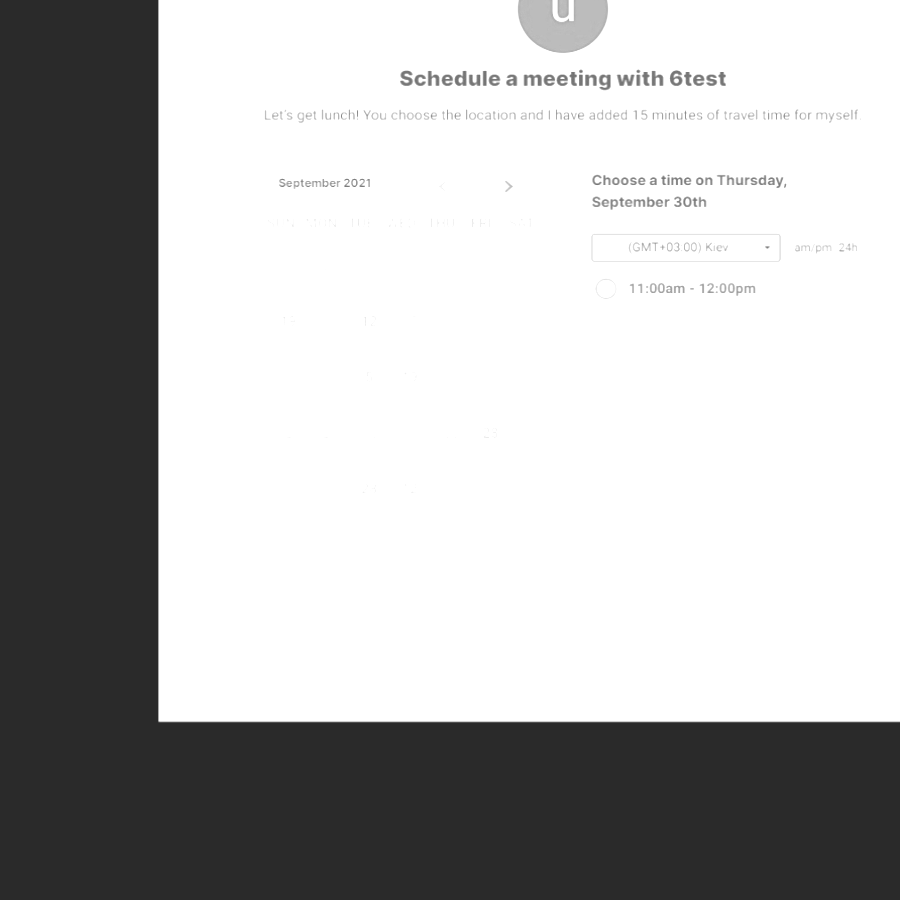 u
Schedule a meeting with 6test
Let's get lunch! You choose the location and I have added 15 minutes of travel time for myself
September 2021
Choose a time on Thursday,
September 30th
(GMT+03:00) Kiev
am/pm 24h
11:00am - 12:00pm